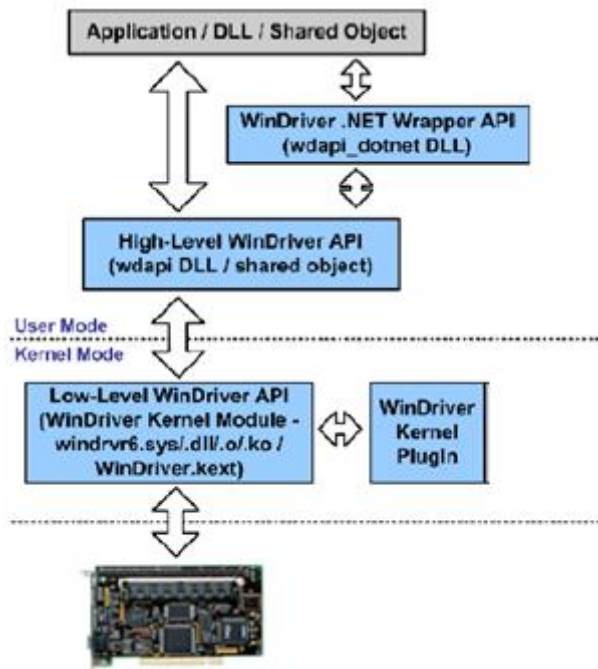 Application / DLL / Shared Object
WinDriver .NET Wrapper API
(wdapi_dotnet DLL)
High-Level WinDriver API
(wdapi DLL / shared object)
User Mode
Kernel Mode
Low-Level WinDriver API
(WinDriver Kernel Module -
windrvr6.sys/.dll/.o/.ko /
WinDriver.kext)
WinDriver
Kernel
PlugIn